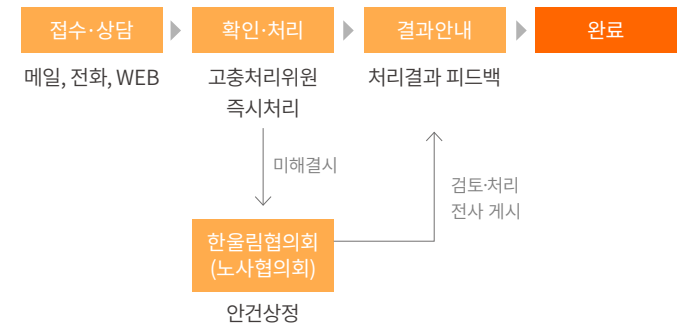 접수·상담
확인·처리
결과안내
완료
메일, 전화, WEB
고충처리위원
즉시처리
처리결과 피드백
미해결시
검토·처리
전사 게시
한울림협의회
(노사협의회)
안건상정